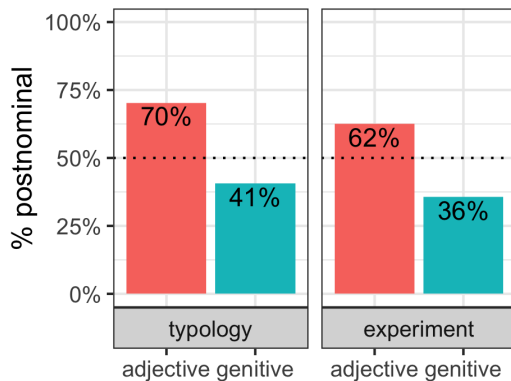 % postnominal
100%
75%
50%
25%
0%
70%
41%
62%
36%
typology
experiment
adjective genitive
adjective genitive